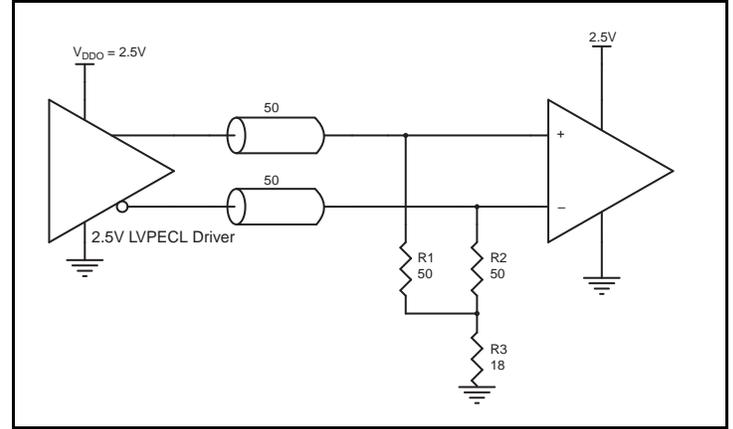 2.5V
V_DDO = 2.5V
50
+
50
–
2.5V LVPECL Driver
R1
50
R2
50
R3
18